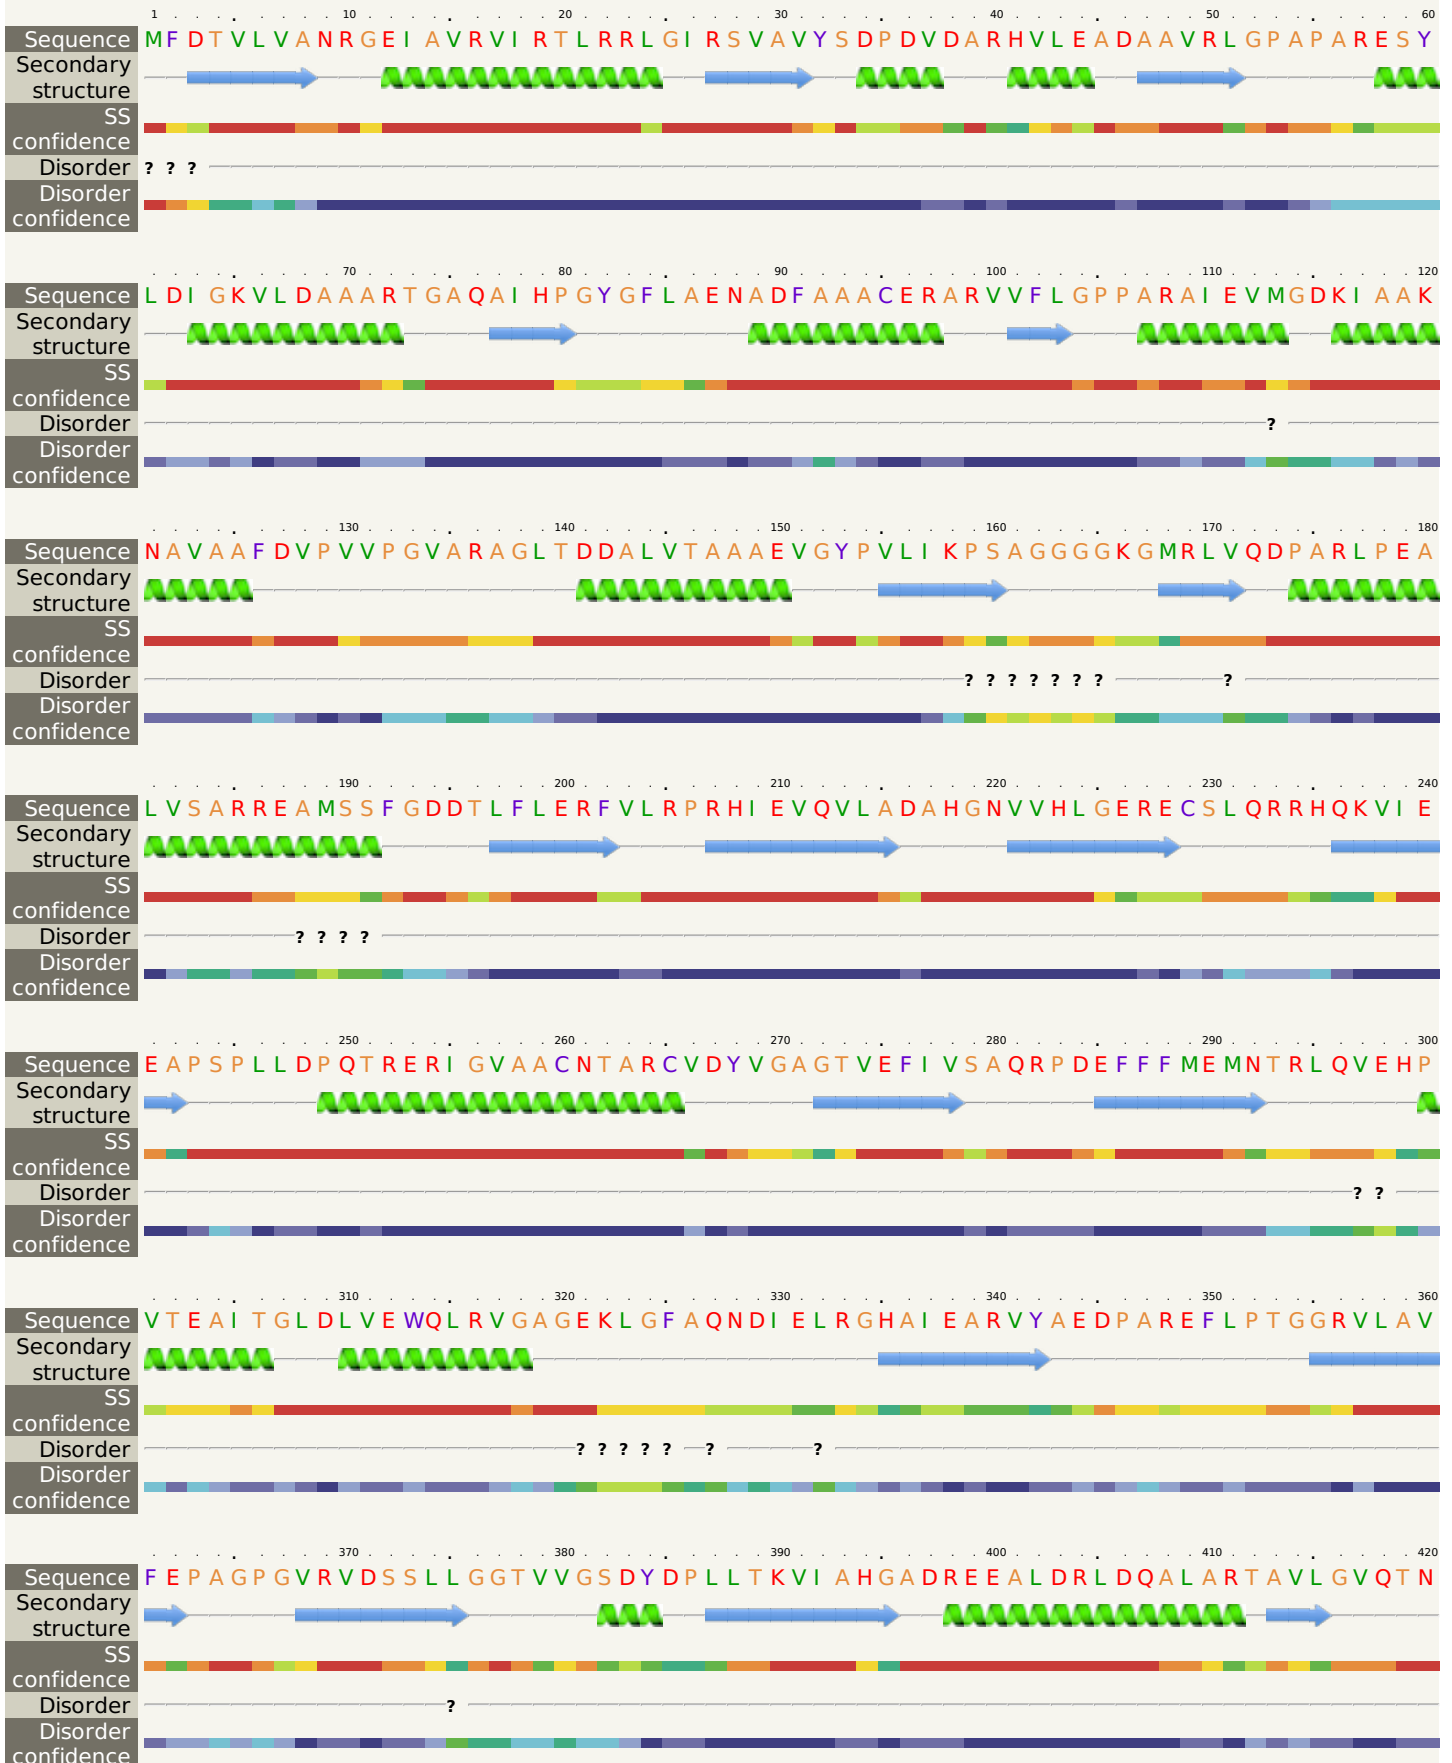 1 10 20 30 40 50 60
Sequence MFDTVLVANRGEIAVRVIRTLRRLGIRSVAVYSDPDVDARHVLEADAAVRLGPAPARESY
Secondary
structure
SS
confidence
Disorder ? ? ?
Disorder
confidence
70 80 90 100 110 120
Sequence LDIGKVLDAAARTGAQAIHPGYGFLAENADFAAACERARVVFLGPPARAIEVMGDKIAAK
Secondary
structure
SS
confidence
Disorder ?
Disorder
confidence
130 140 150 160 170 180
Sequence NAVAAFDVPVVPGVARAGLTDDALVTAAAEVGYPVLIKPSAGGGGKGMRLVQDPARLPEA
Secondary
structure
SS
confidence
Disorder ? ? ? ? ? ? ? ?
Disorder
confidence
190 200 210 220 230 240
Sequence LVSARREAMSSFGDDTLFLERFVLRPRHIEVQVLADAHGNVVHLGERECSLQRRHQKVIE
Secondary
structure
SS
confidence
Disorder ? ? ? ?
Disorder
confidence
250 260 270 280 290 300
Sequence EAPSPLLDPQTRERIGVAACNTARCVDYVGAGTVEFIVSAQRPDEFFFMEMNTRLQVEHP
Secondary
structure
SS
confidence
Disorder ? ?
Disorder
confidence
310 320 330 340 350 360
Sequence VTEAITGLDLVEWQLRVGAGEKLGFAQNDIELRGHAIEARVYAEDPAREFLPTGGRVLAV
Secondary
structure
SS
confidence
Disorder ? ? ? ? ? ? ?
Disorder
confidence
370 380 390 400 410 420
Sequence FEPAGPGVRVDSSLLGGTVVGSDYDPLLTKVIAHGADREEALDRLDQALARTAVLGVQTN
Secondary
structure
SS
confidence
Disorder ?
Disorder
confidence